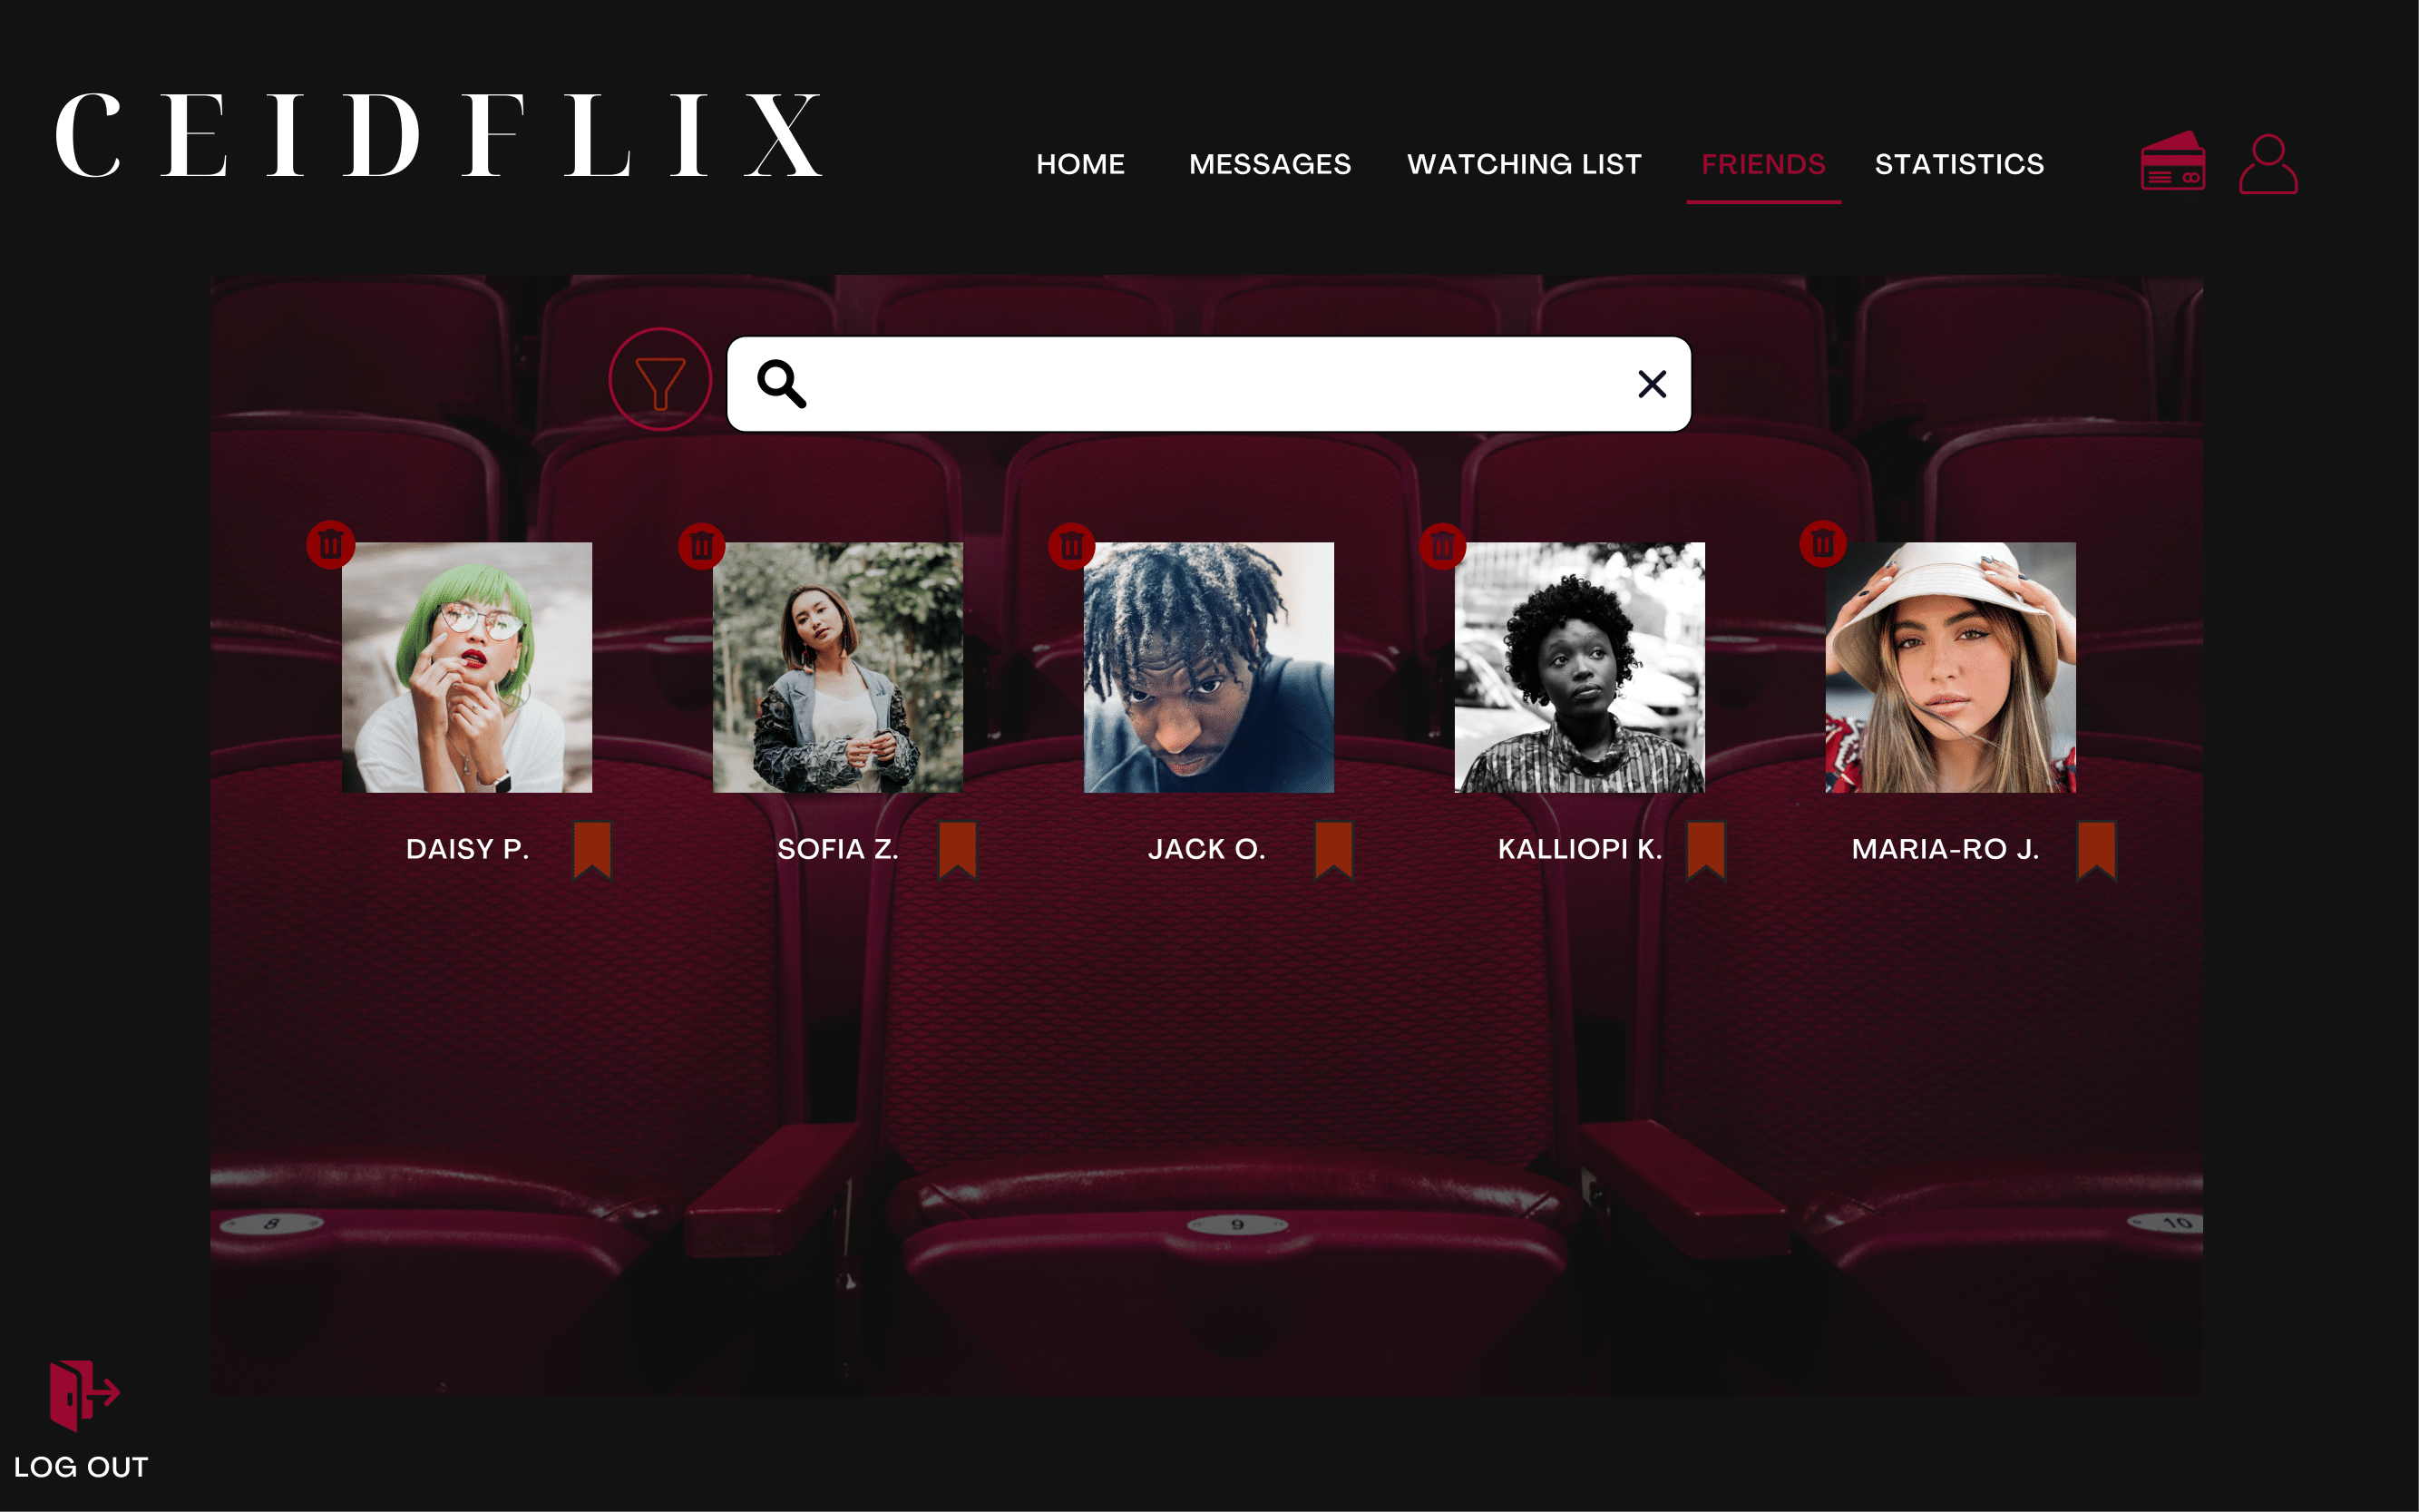 CEIDFLIX
HOME MESSAGES WATCHING LIST FRIENDS STATISTICS
DAISY P. SOFIA Z. JACK O. KALLIOPI K. MARIA-RO J.
8 9 10
LOG OUT